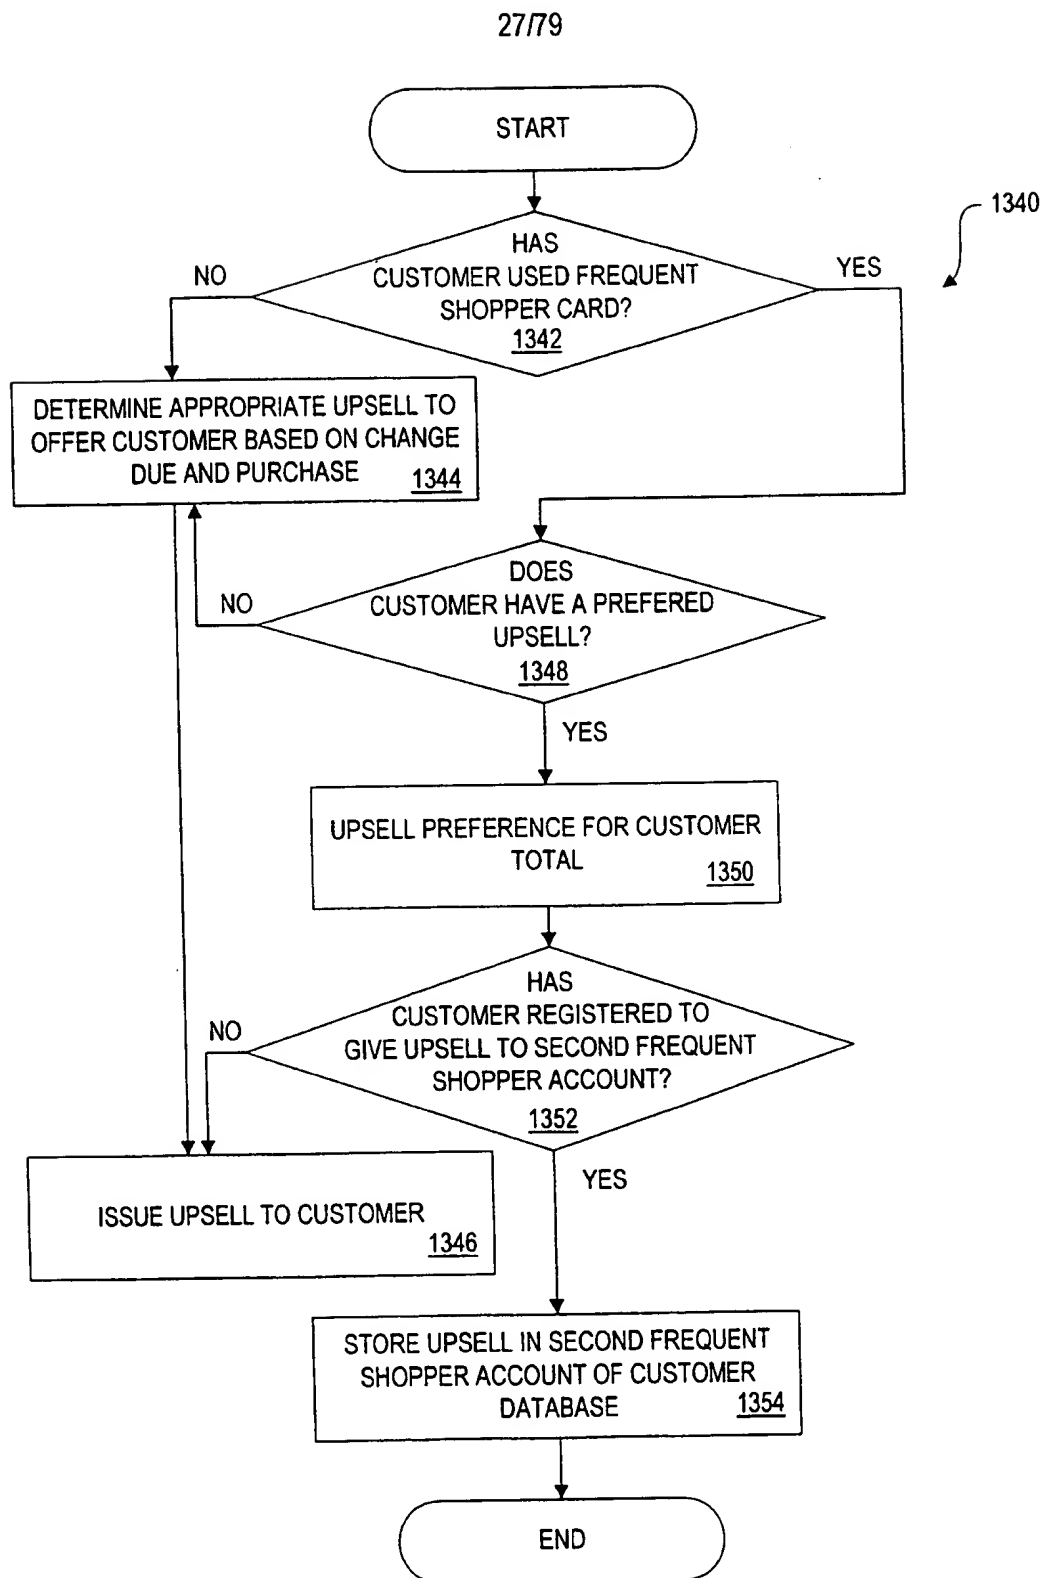 27/79
START
1340
HAS
CUSTOMER USED FREQUENT
SHOPPER CARD?
1342
NO
YES
DETERMINE APPROPRIATE UPSELL TO
OFFER CUSTOMER BASED ON CHANGE
DUE AND PURCHASE
1344
DOES
CUSTOMER HAVE A PREFERED
UPSELL?
1348
NO
YES
UPSELL PREFERENCE FOR CUSTOMER
TOTAL
1350
HAS
CUSTOMER REGISTERED TO
GIVE UPSELL TO SECOND FREQUENT
SHOPPER ACCOUNT?
1352
NO
YES
ISSUE UPSELL TO CUSTOMER
1346
STORE UPSELL IN SECOND FREQUENT
SHOPPER ACCOUNT OF CUSTOMER
DATABASE
1354
END